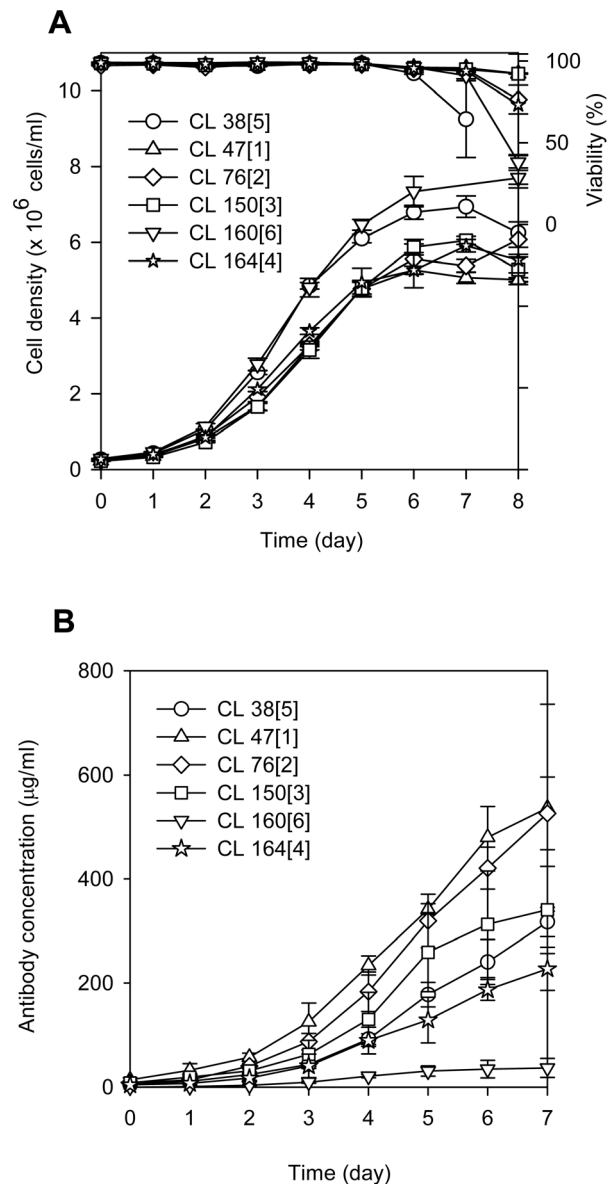 A
10
8
6
4
2
0
Cell density (x 10⁶ cells/ml)
CL 38[5]
CL 47[1]
CL 76[2]
CL 150[3]
CL 160[6]
CL 164[4]
100
50
0
Viability (%)
0 1 2 3 4 5 6 7 8
Time (day)
B
800
600
400
200
0
Antibody concentration (μg/ml)
CL 38[5]
CL 47[1]
CL 76[2]
CL 150[3]
CL 160[6]
CL 164[4]
0 1 2 3 4 5 6 7
Time (day)